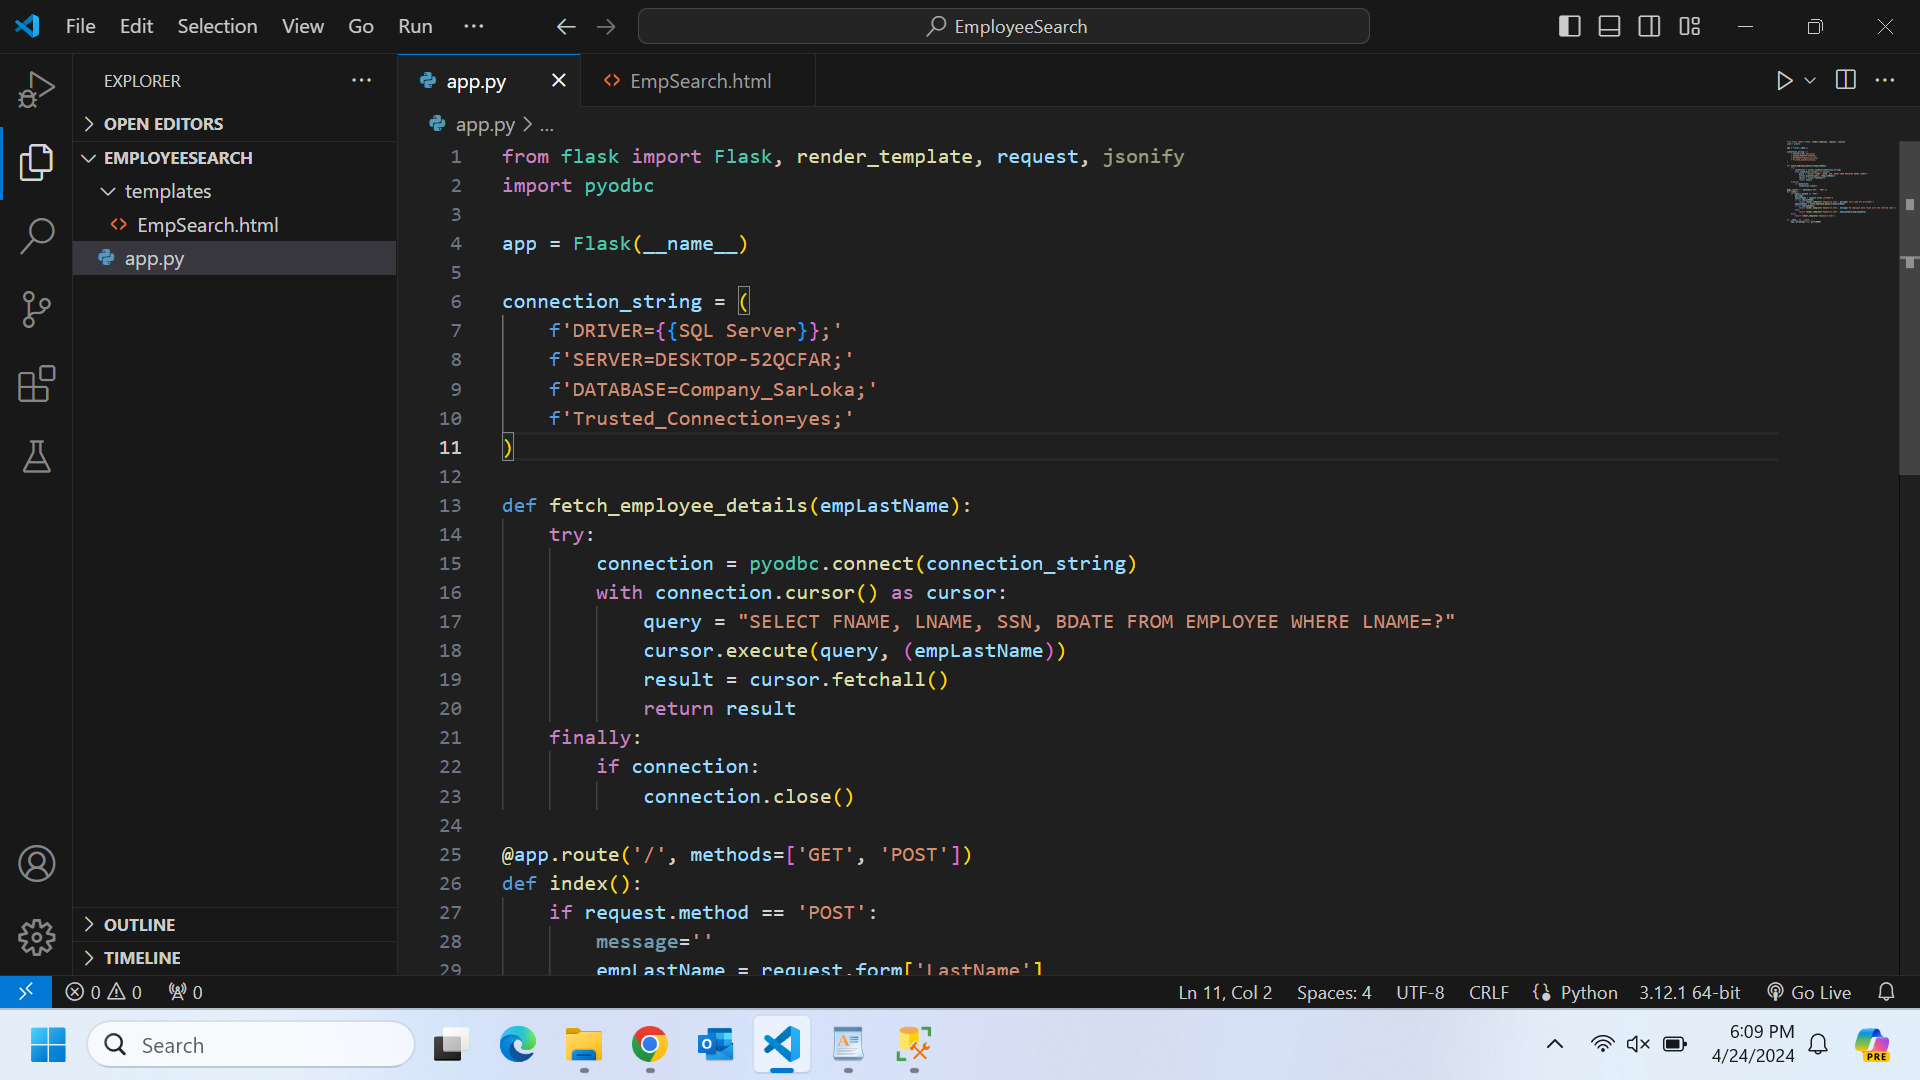 File Edit Selection View Go Run ··· EmployeeSearch
EXPLORER
OPEN EDITORS
EMPLOYEESEARCH
templates
EmpSearch.html
app.py
OUTLINE
TIMELINE
app.py EmpSearch.html
app.py > ...
1 from flask import Flask, render_template, request, jsonify
2 import pyodbc
3
4 app = Flask(__name__)
5
6 connection_string = (
7 f'DRIVER={{SQL Server}};'
8 f'SERVER=DESKTOP-52QCFAR;'
9 f'DATABASE=Company_SarLoka;'
10 f'Trusted_Connection=yes;'
11 )
12
13 def fetch_employee_details(empLastName):
14 try:
15 connection = pyodbc.connect(connection_string)
16 with connection.cursor() as cursor:
17 query = "SELECT FNAME, LNAME, SSN, BDATE FROM EMPLOYEE WHERE LNAME=?"
18 cursor.execute(query, (empLastName))
19 result = cursor.fetchall()
20 return result
21 finally:
22 if connection:
23 connection.close()
24
25 @app.route('/', methods=['GET', 'POST'])
26 def index():
27 if request.method == 'POST':
28 message=''
29 empLastName = request.form['LastName']
0 0 0 Ln 11, Col 2 Spaces: 4 UTF-8 CRLF Python 3.12.1 64-bit Go Live
Search
6:09 PM
4/24/2024
PRE